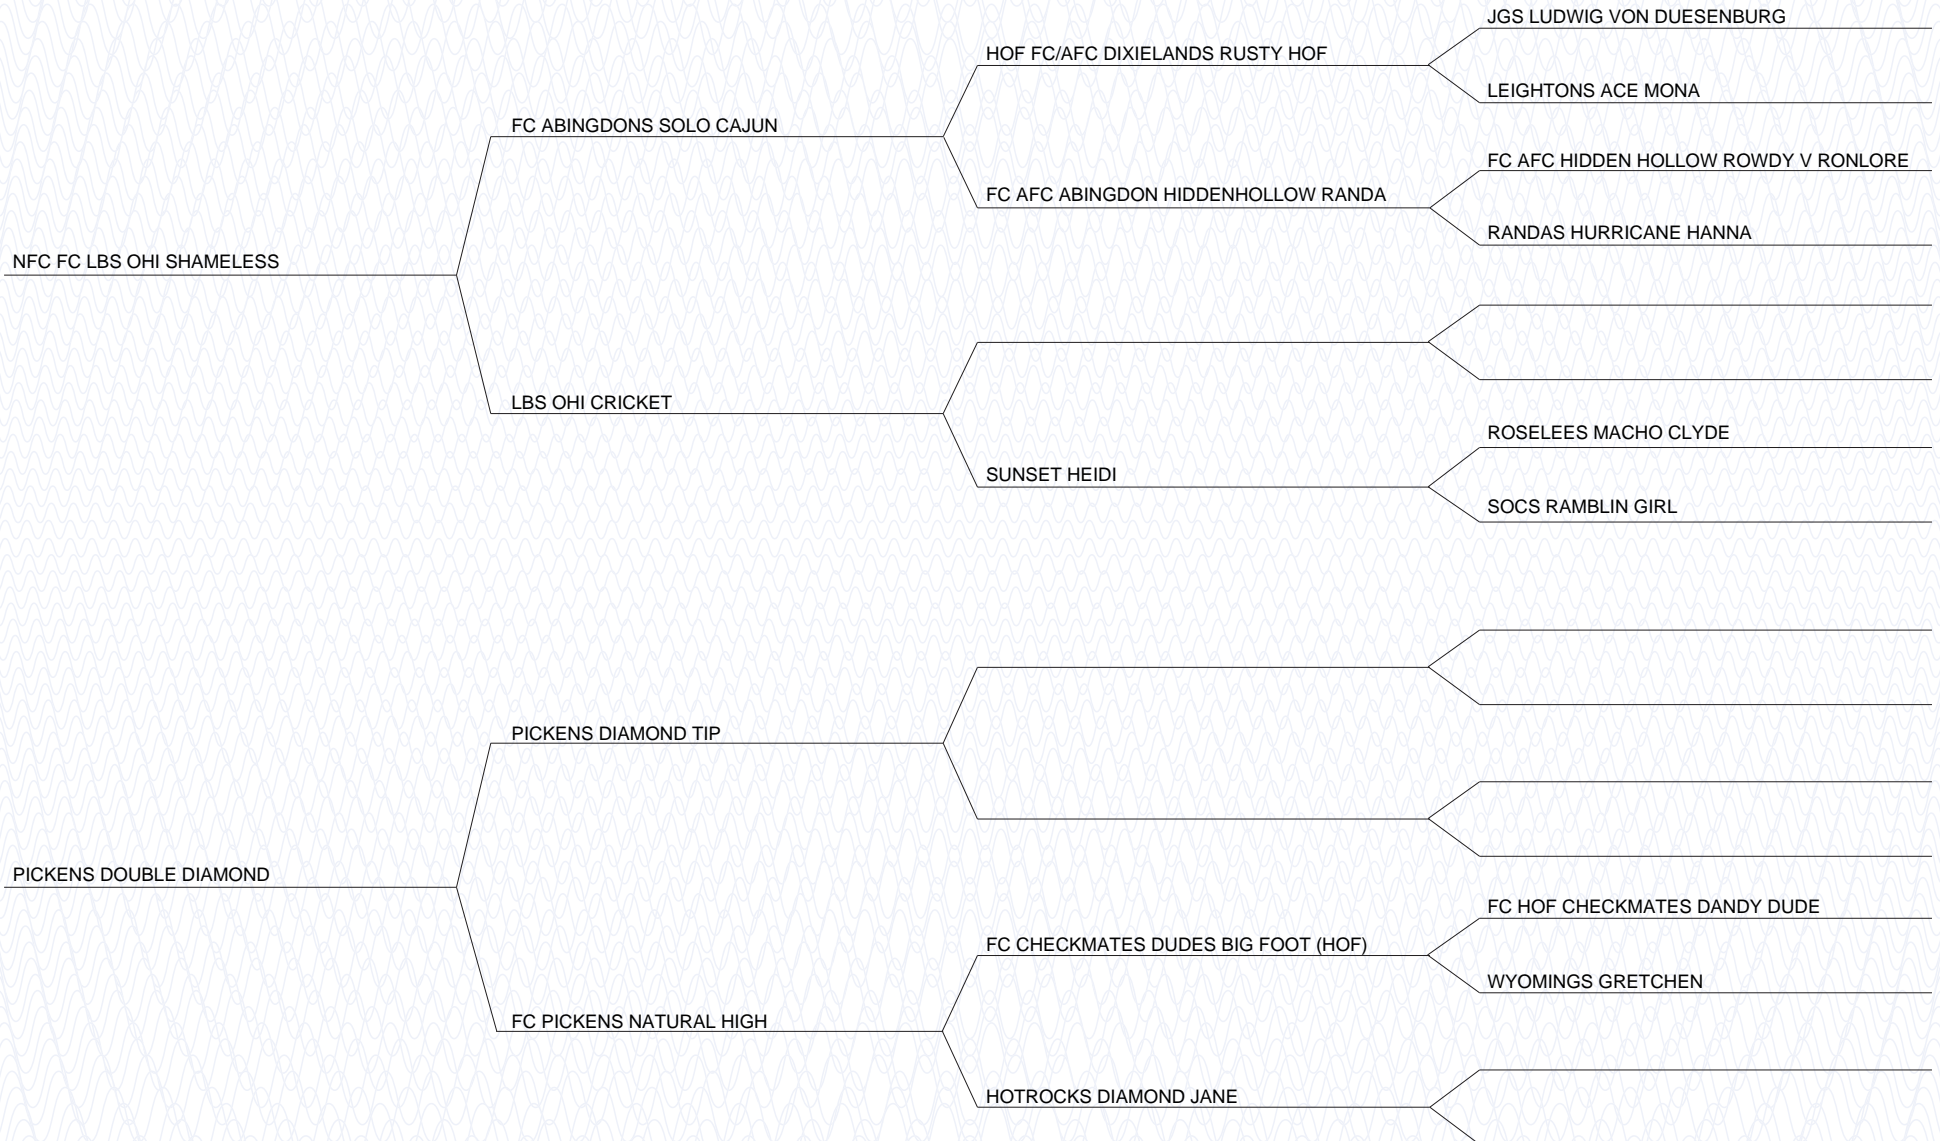 JGS LUDWIG VON DUESENBURG
HOF FC/AFC DIXIELANDS RUSTY HOF
LEIGHTONS ACE MONA
FC ABINGDONS SOLO CAJUN
FC AFC HIDDEN HOLLOW ROWDY V RONLORE
FC AFC ABINGDON HIDDENHOLLOW RANDA
RANDAS HURRICANE HANNA
NFC FC LBS OHI SHAMELESS
LBS OHI CRICKET
ROSELEES MACHO CLYDE
SUNSET HEIDI
SOCS RAMBLIN GIRL
PICKENS DIAMOND TIP
PICKENS DOUBLE DIAMOND
FC HOF CHECKMATES DANDY DUDE
FC CHECKMATES DUDES BIG FOOT (HOF)
WYOMINGS GRETCHEN
FC PICKENS NATURAL HIGH
HOTROCKS DIAMOND JANE